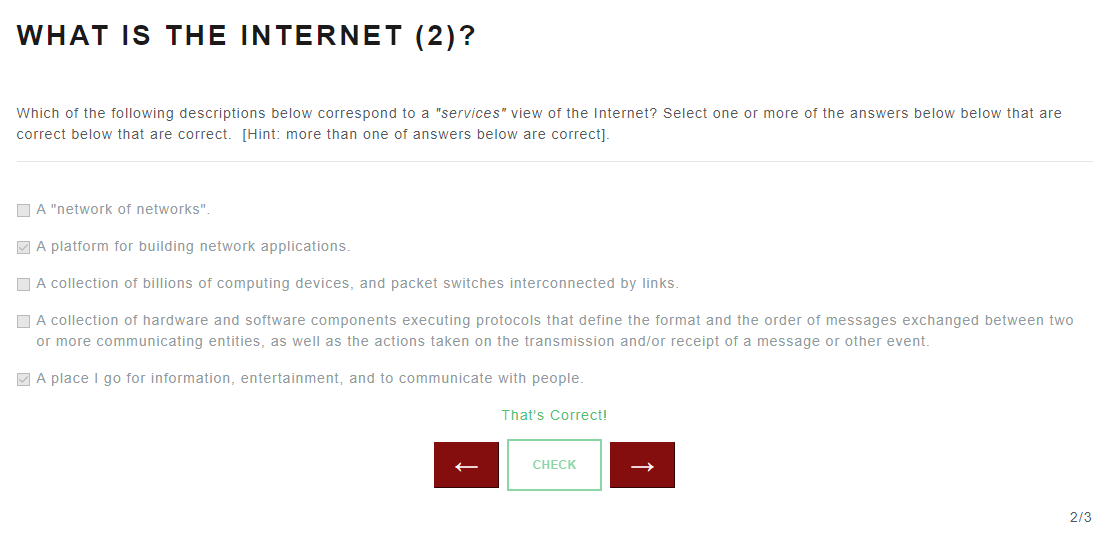 WHAT IS THE INTERNET (2)?
Which of the following descriptions below correspond to a "services" view of the Internet? Select one or more of the answers below below that are
correct below that are correct.  [Hint: more than one of answers below are correct].
A "network of networks".
A platform for building network applications.
A collection of billions of computing devices, and packet switches interconnected by links.
A collection of hardware and software components executing protocols that define the format and the order of messages exchanged between two
or more communicating entities, as well as the actions taken on the transmission and/or receipt of a message or other event.
A place I go for information, entertainment, and to communicate with people.
That's Correct!
← CHECK →
2/3